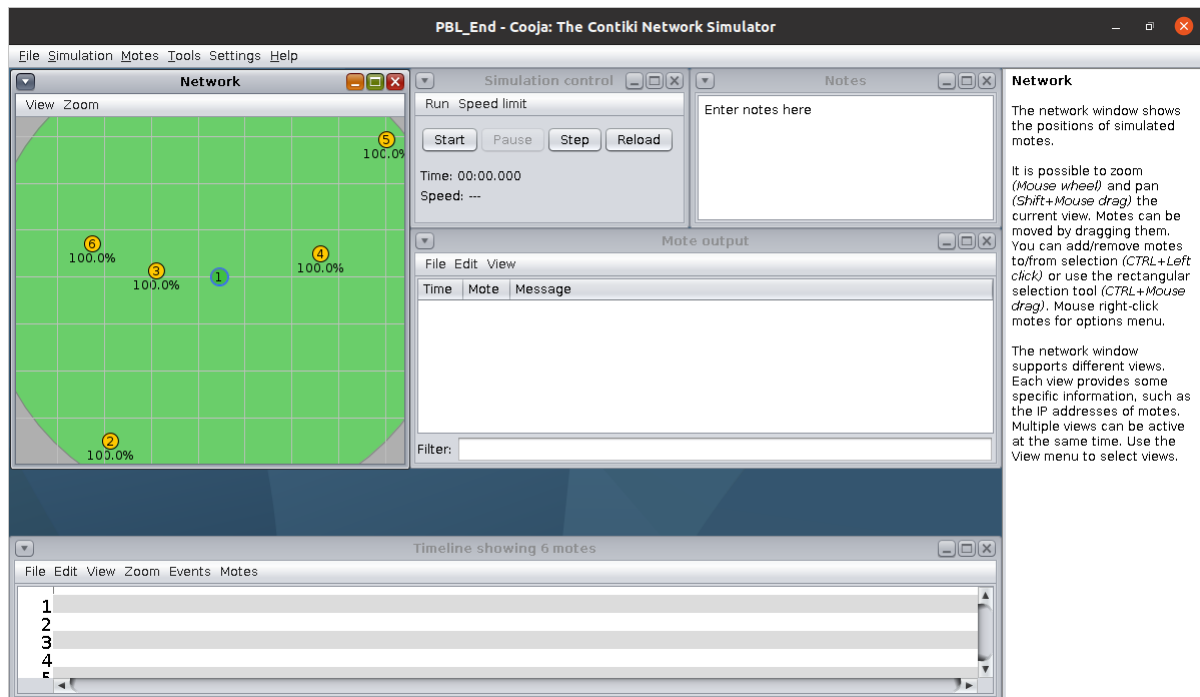 PBL_End - Cooja: The Contiki Network Simulator
File Simulation Motes Tools Settings Help
Network
View Zoom
5
100.0%
6
100.0%
4
100.0%
3
100.0%
1
2
100.0%
Simulation control
Run Speed limit
Start Pause Step Reload
Time: 00:00.000
Speed: ---
Notes
Enter notes here
Mote output
File Edit View
Time Mote Message
Filter:
Network
The network window shows
the positions of simulated
motes.
It is possible to zoom
(Mouse wheel) and pan
(Shift+Mouse drag) the
current view. Motes can be
moved by dragging them.
You can add/remove motes
to/from selection (CTRL+Left
click) or use the rectangular
selection tool (CTRL+Mouse
drag). Mouse right-click
motes for options menu.
The network window
supports different views.
Each view provides some
specific information, such as
the IP addresses of motes.
Multiple views can be active
at the same time. Use the
View menu to select views.
Timeline showing 6 motes
File Edit View Zoom Events Motes
1
2
3
4
5